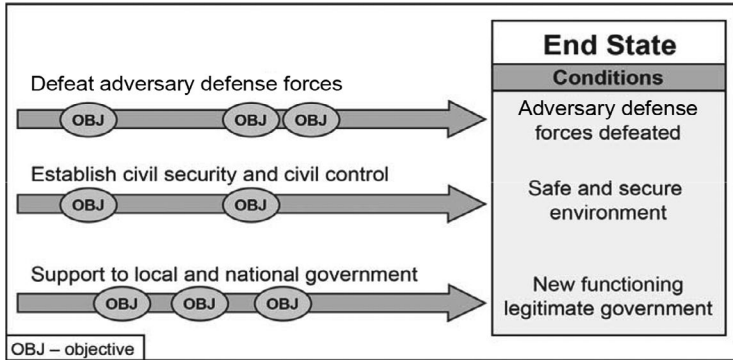 End State
Conditions
Defeat adversary defense forces
OBJ
OBJ
OBJ
Adversary defense
forces defeated
Establish civil security and civil control
OBJ
OBJ
Safe and secure
environment
Support to local and national government
OBJ
OBJ
OBJ
New functioning
legitimate government
OBJ – objective